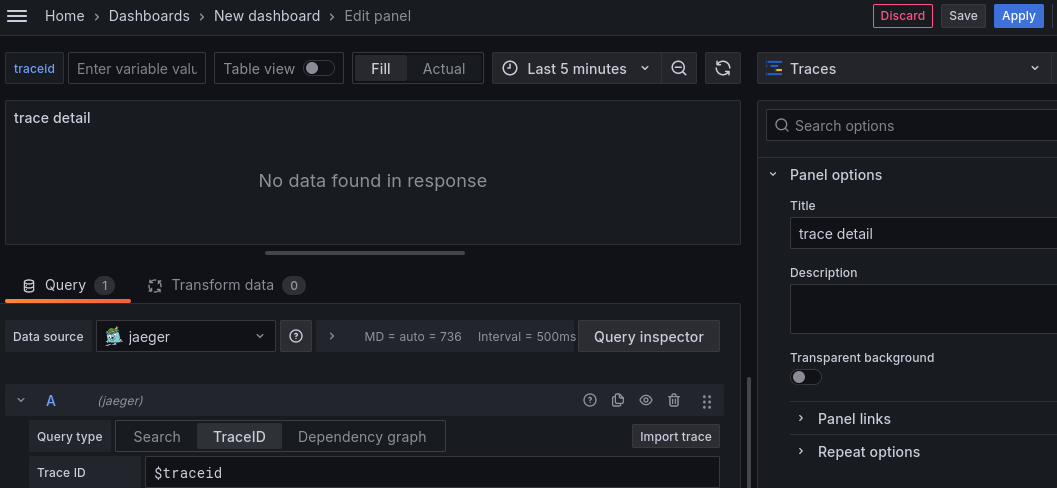 Home > Dashboards > New dashboard > Edit panel
Discard
Save
Apply
traceid
Enter variable valu
Table view
Fill
Actual
Last 5 minutes
Traces
trace detail
No data found in response
Search options
Panel options
Title
trace detail
Description
Transparent background
Panel links
Repeat options
Query 1
Transform data 0
Data source
jaeger
MD = auto = 736
Interval = 500ms
Query inspector
A
(jaeger)
Query type
Search
TraceID
Dependency graph
Import trace
Trace ID
$traceid